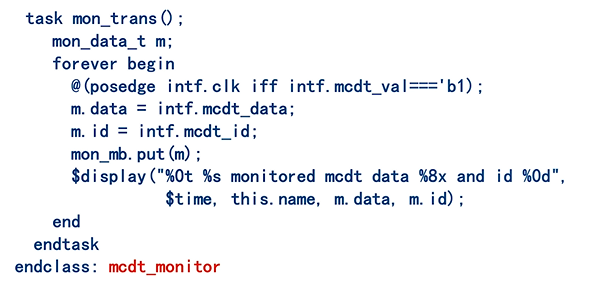 task mon_trans();
mon_data_t m;
forever begin
@(posedge intf.clk iff intf.mcdt_val==='b1);
m.data = intf.mcdt_data;
m.id = intf.mcdt_id;
mon_mb.put(m);
$display("%0t %s monitored mcdt data %8x and id %0d",
$time, this.name, m.data, m.id);
end
endtask
endclass: mcdt_monitor